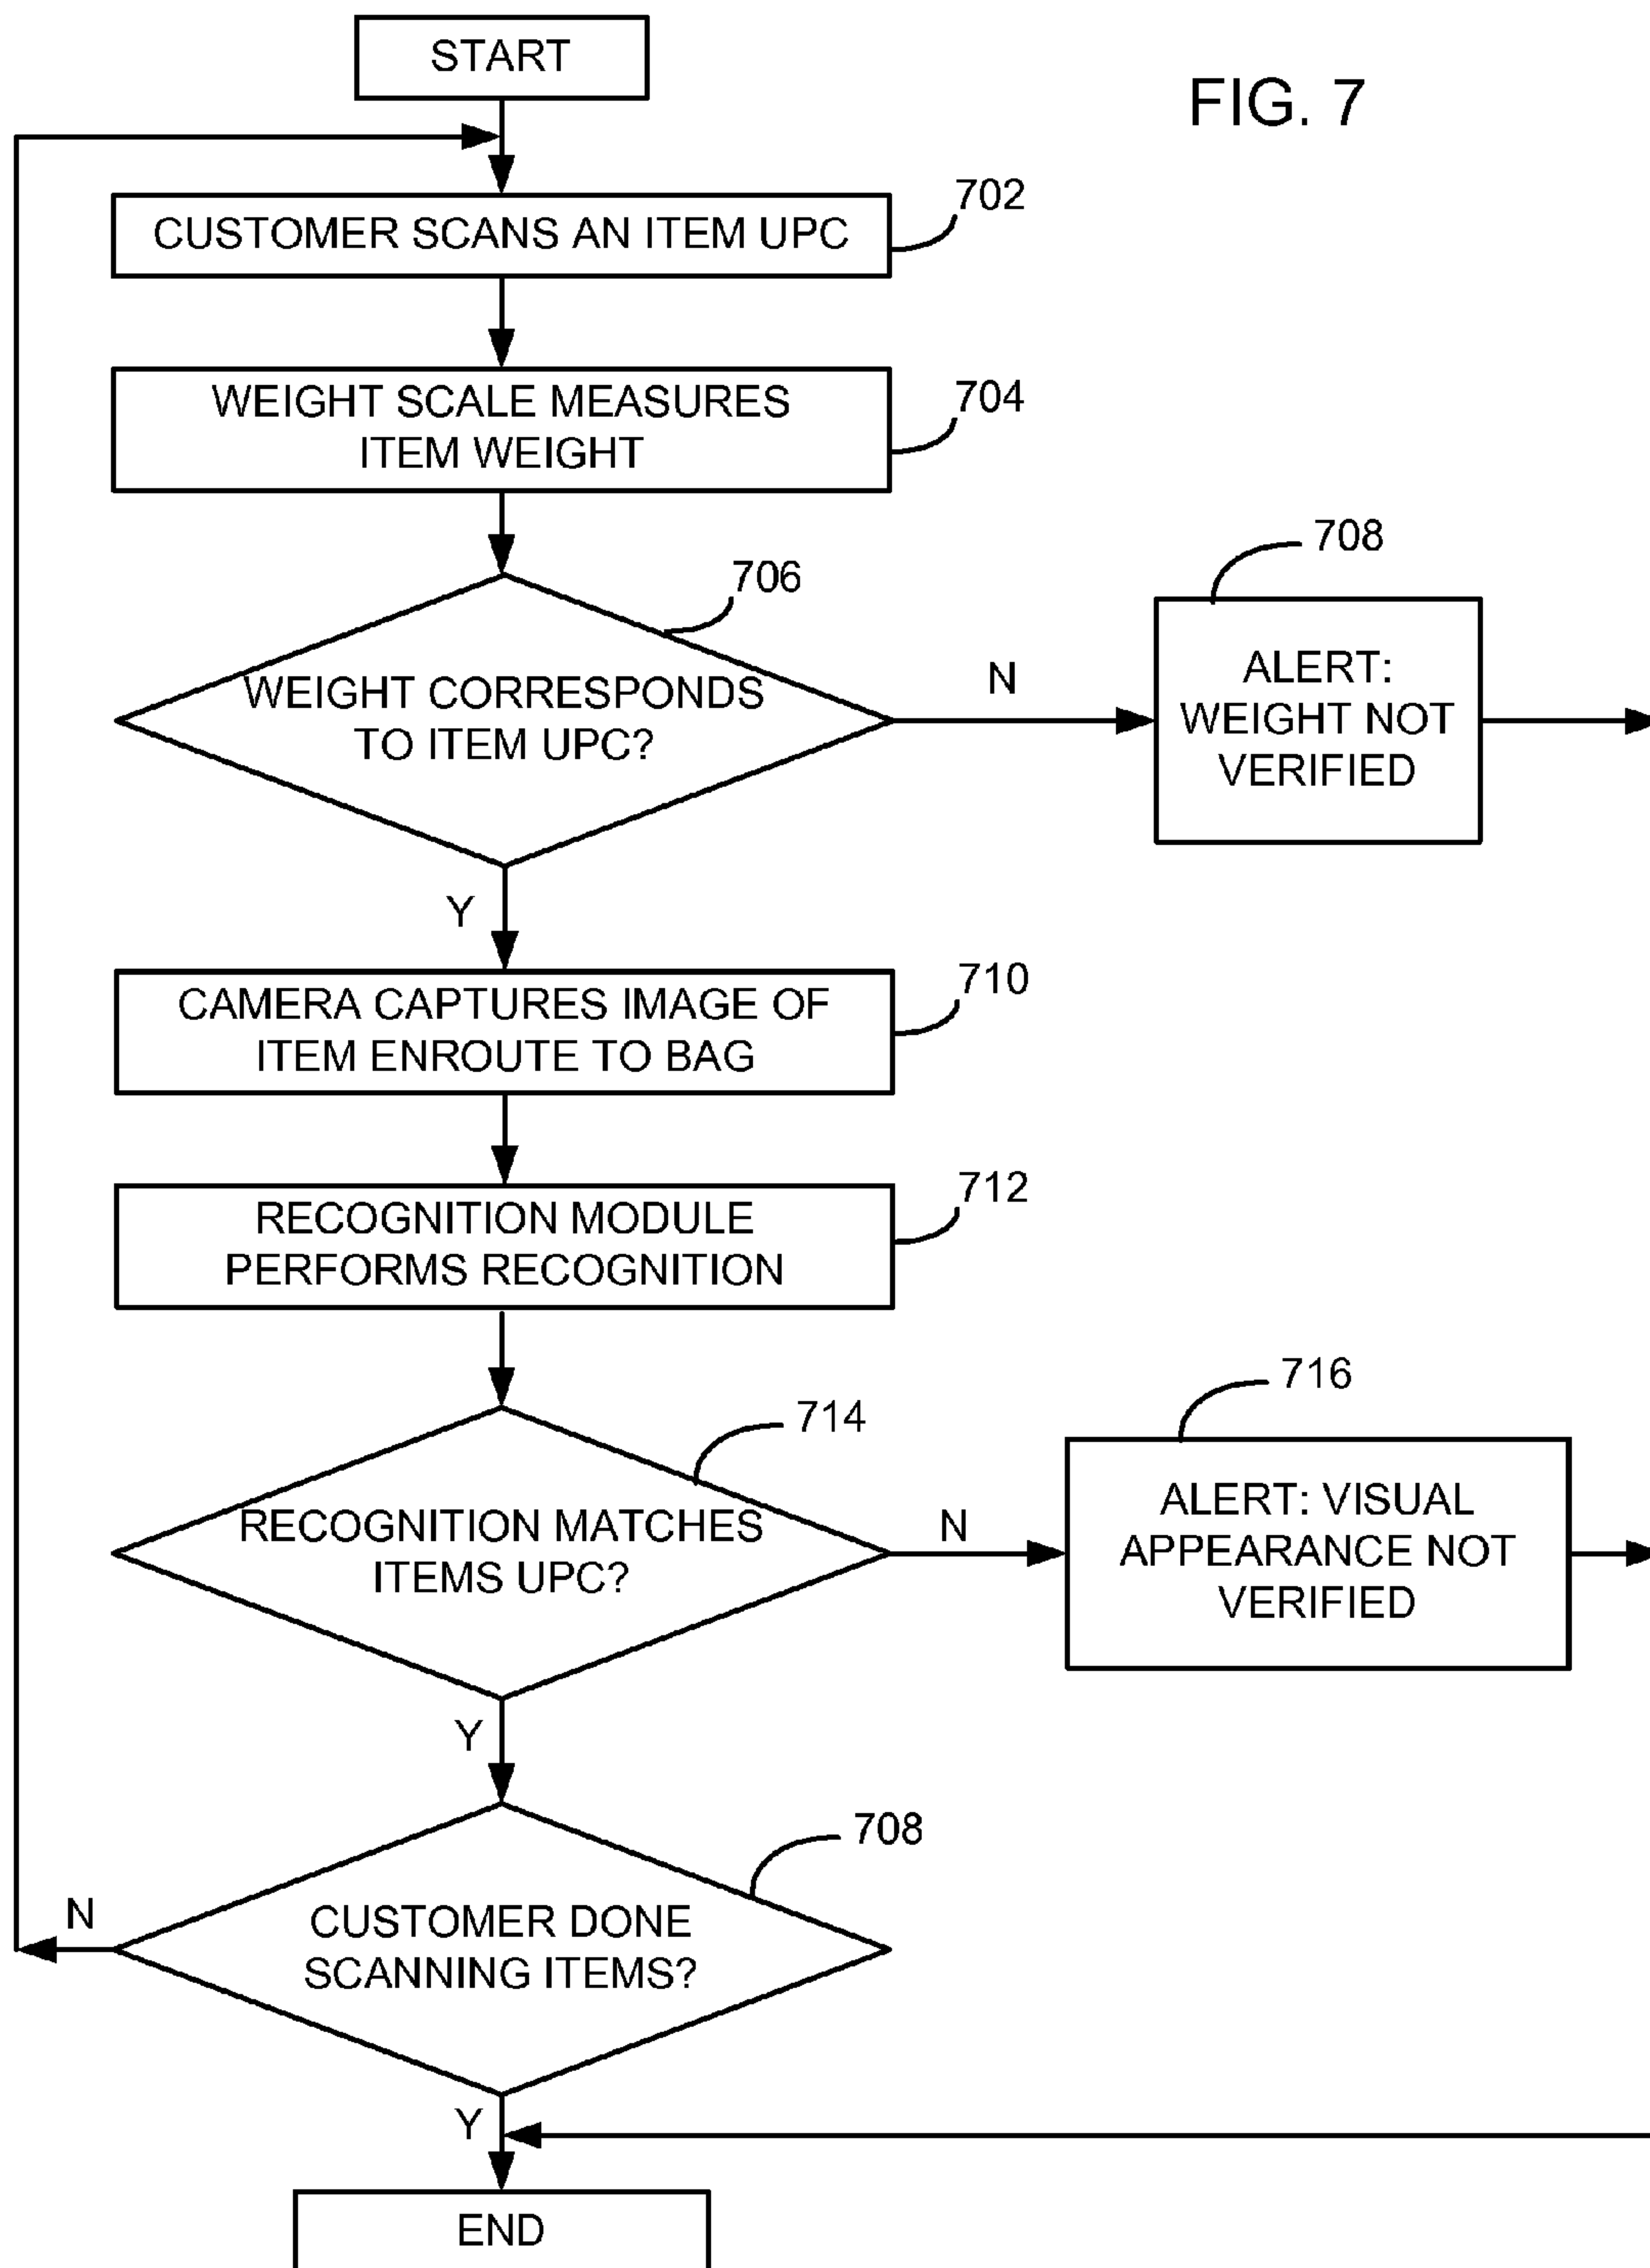 START
FIG. 7
702
CUSTOMER SCANS AN ITEM UPC
704
WEIGHT SCALE MEASURES
ITEM WEIGHT
706
WEIGHT CORRESPONDS
TO ITEM UPC?
N
708
ALERT:
WEIGHT NOT
VERIFIED
Y
710
CAMERA CAPTURES IMAGE OF
ITEM ENROUTE TO BAG
712
RECOGNITION MODULE
PERFORMS RECOGNITION
714
RECOGNITION MATCHES
ITEMS UPC?
N
716
ALERT: VISUAL
APPEARANCE NOT
VERIFIED
Y
708
CUSTOMER DONE
SCANNING ITEMS?
N
Y
END